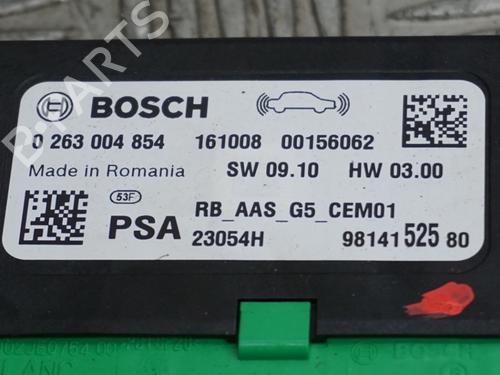 BOSCH
0 263 004 854 161008 00156062
Made in Romania SW 09.10 HW 03.00
53F
RB_AAS_G5_CEM01
PSA 23054H 98141 525 80
B-PARTS